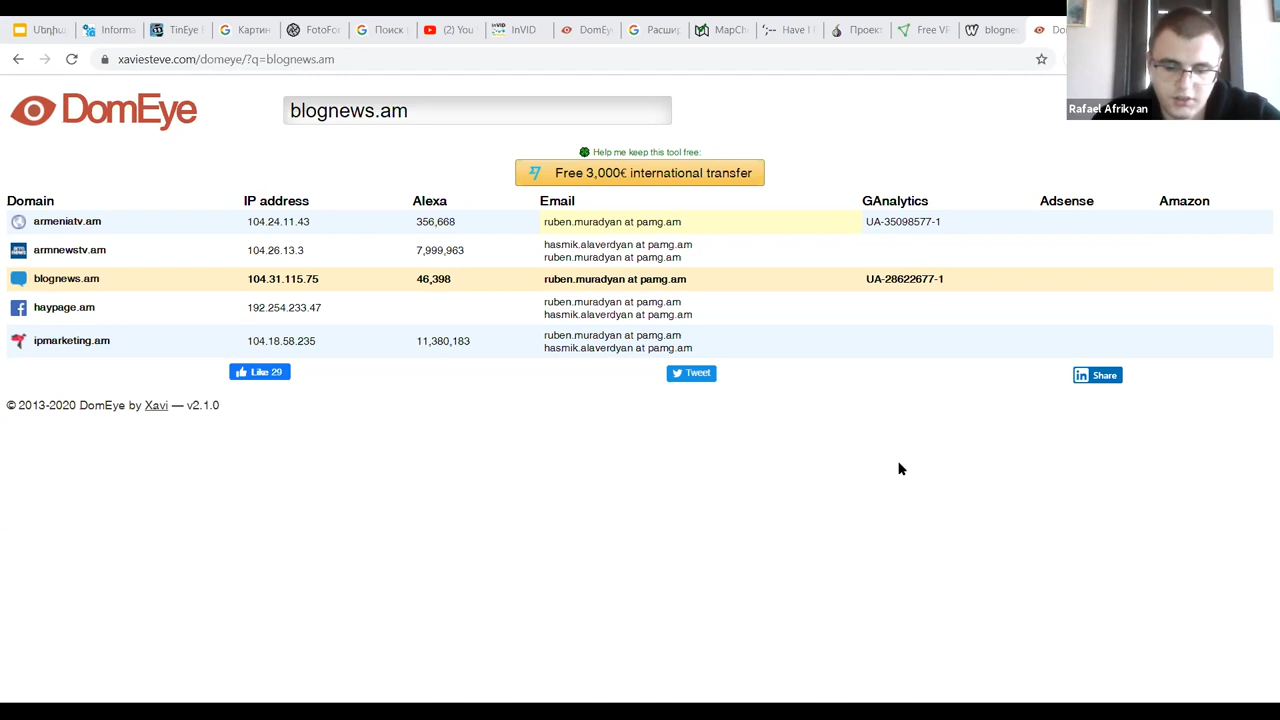 Մեդիա
Informa
TinEye
Картин
FotoFor
Поиск
(2) You
InVID
DomEy
Расшир
MapCh
Have I
Проект
Free VP
blogne
Do
xaviesteve.com/domeye/?q=blognews.am
Rafael Afrikyan
DomEye
blognews.am
Help me keep this tool free:
Free 3,000€ international transfer
Domain IP address Alexa Email GAnalytics Adsense Amazon
armeniatv.am 104.24.11.43 356,668 ruben.muradyan at pamg.am UA-35098577-1
armnewstv.am 104.26.13.3 7,999,963 hasmik.alaverdyan at pamg.am
ruben.muradyan at pamg.am
blognews.am 104.31.115.75 46,398 ruben.muradyan at pamg.am UA-28622677-1
haypage.am 192.254.233.47 ruben.muradyan at pamg.am
hasmik.alaverdyan at pamg.am
ipmarketing.am 104.18.58.235 11,380,183 ruben.muradyan at pamg.am
hasmik.alaverdyan at pamg.am
Like 29
Tweet
in Share
© 2013-2020 DomEye by Xavi — v2.1.0